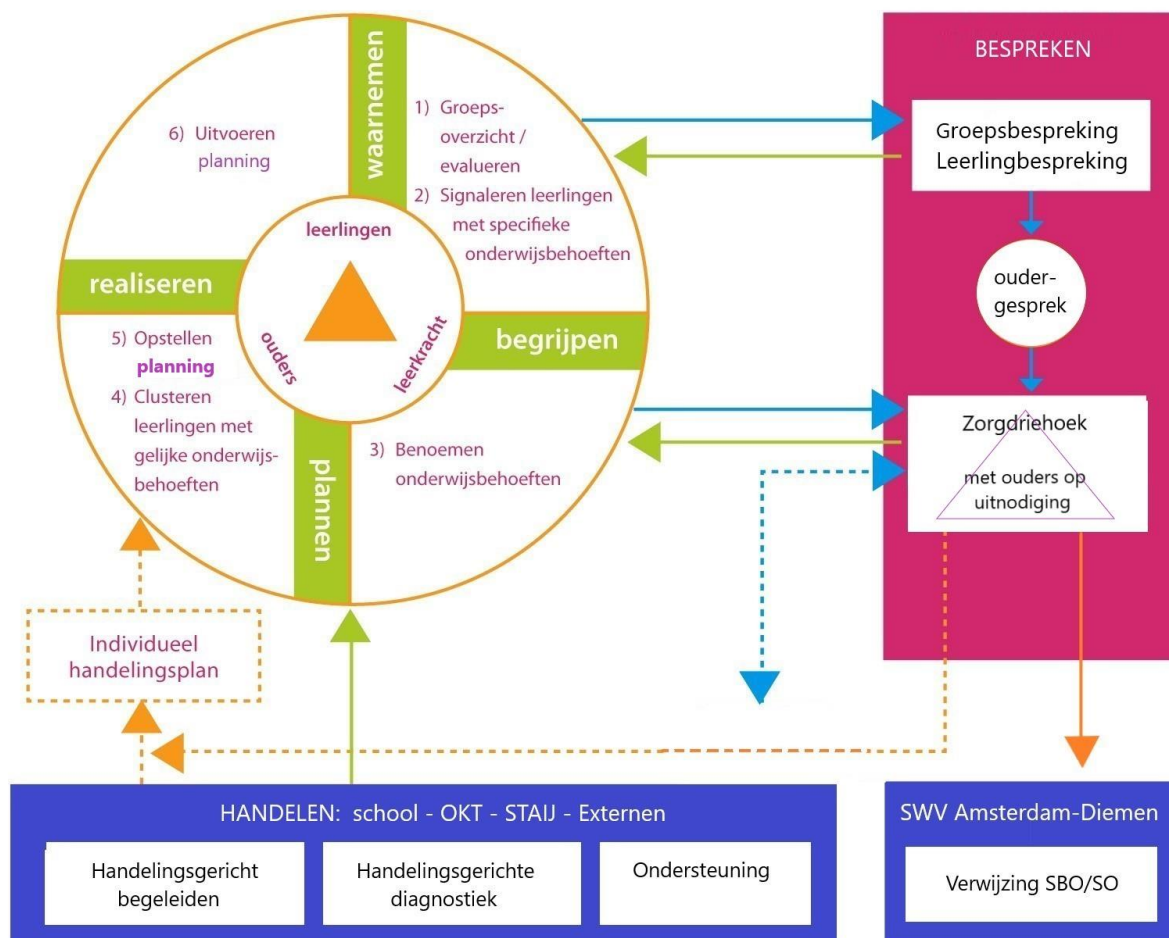 waarnemen
1) Groeps-
overzicht /
evalueren
2) Signaleren leerlingen
met specifieke
onderwijsbehoeften
begrijpen
3) Benoemen
onderwijsbehoeften
plannen
4) Clusteren
leerlingen met
gelijke onderwijs-
behoeften
5) Opstellen
planning
realiseren
6) Uitvoeren
planning
leerlingen
ouders
leerkracht
BESPREKEN
Groepsbespreking
Leerlingbespreking
ouder-
gesprek
Zorgdriehoek
met ouders op
uitnodiging
Individueel
handelingsplan
HANDELEN: school - OKT - STAIJ - Externen
Handelingsgericht
begeleiden
Handelingsgerichte
diagnostiek
Ondersteuning
SWV Amsterdam-Diemen
Verwijzing SBO/SO